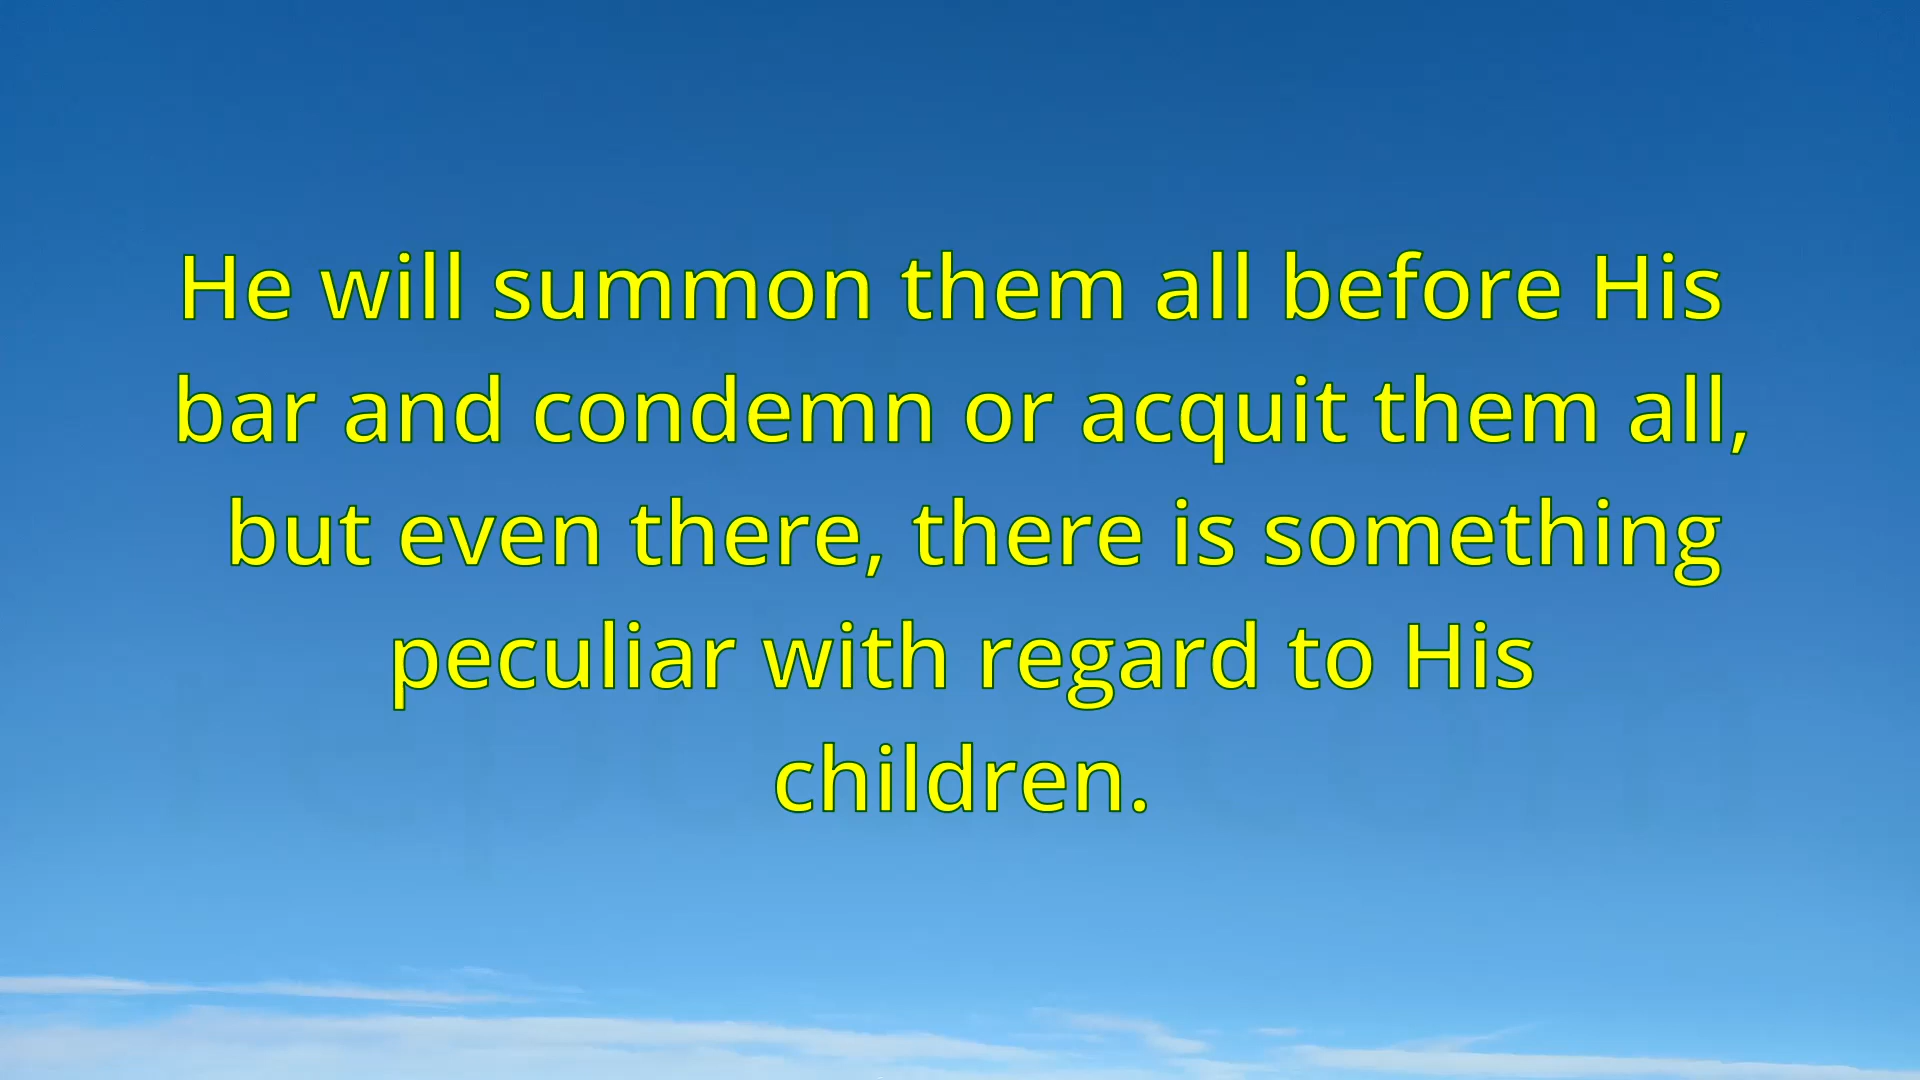 He will summon them all before His
bar and condemn or acquit them all,
but even there, there is something
peculiar with regard to His
children.